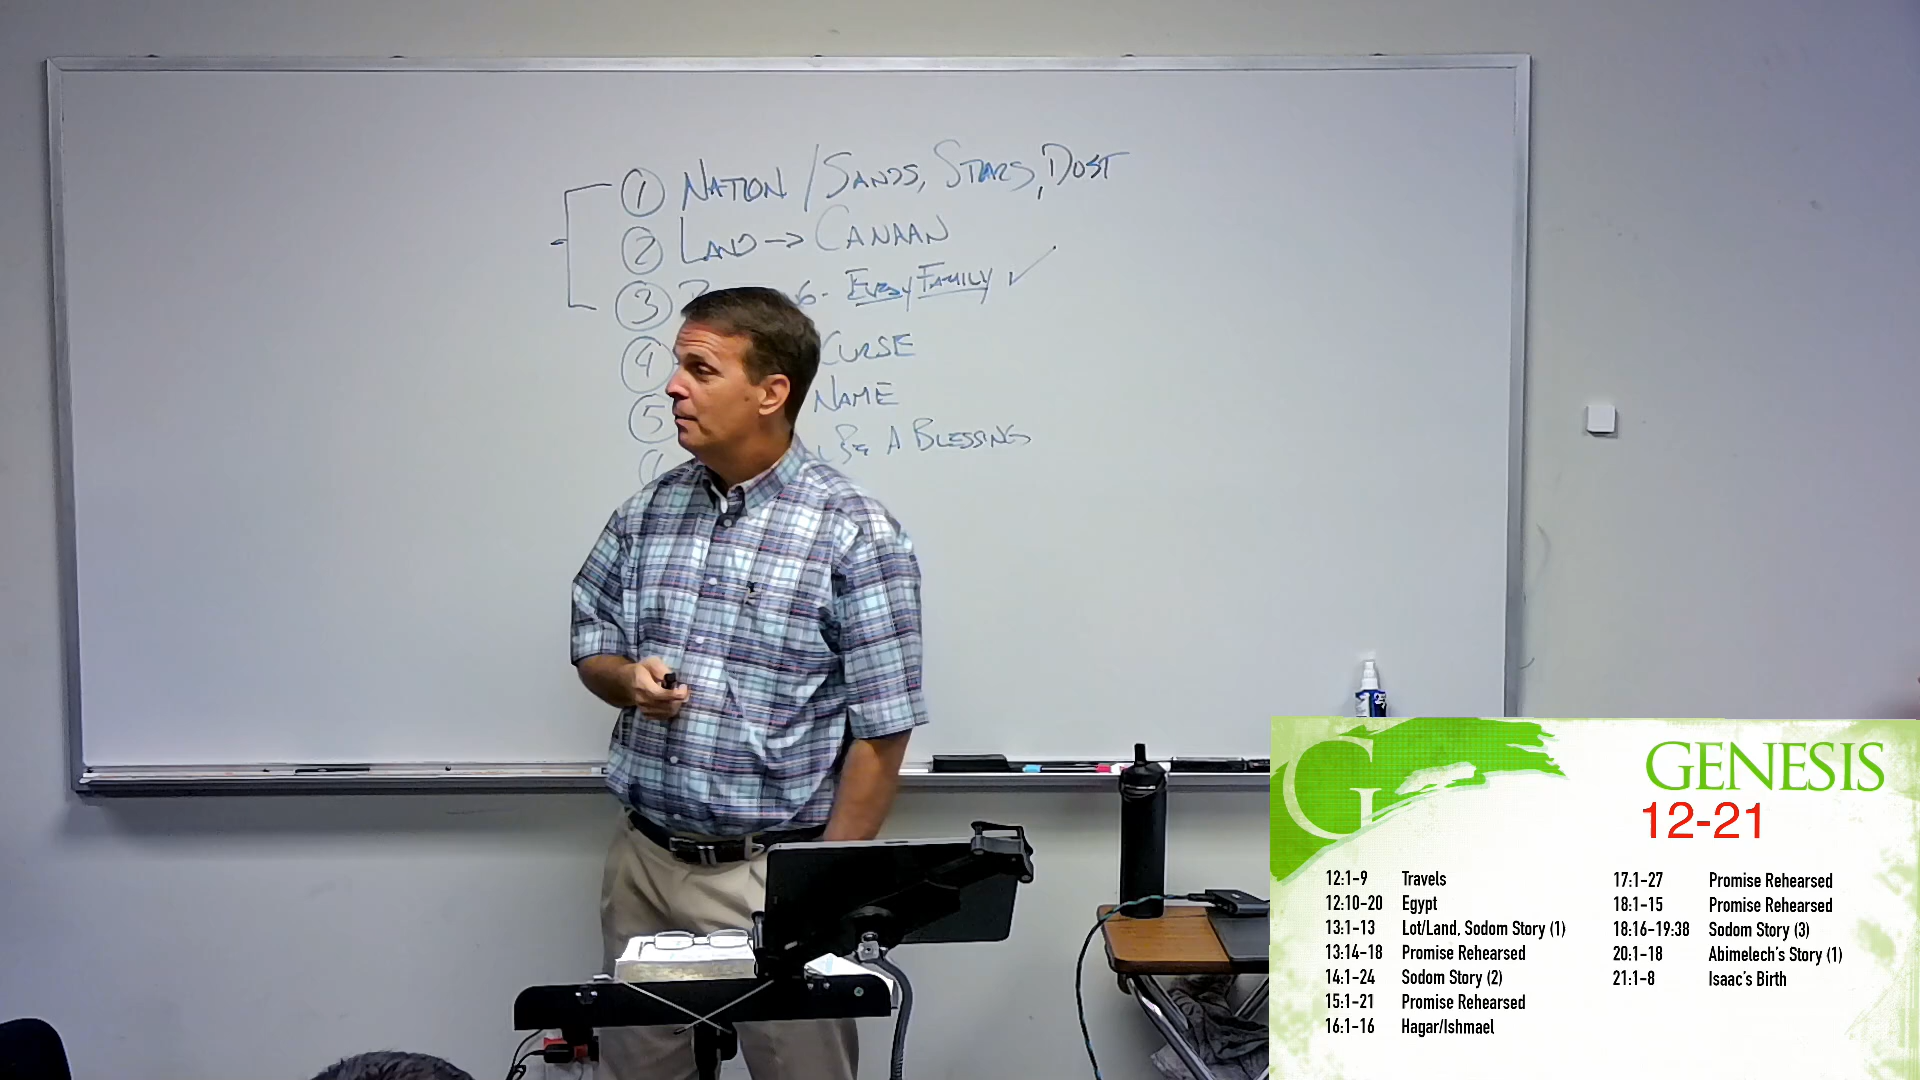 ① NATION / SANDS, STARS, DUST
② LAND → CANAAN
③ EVERY FAMILY ✓
④ CURSE
⑤ NAME
BE A BLESSING
G
GENESIS
12-21
12:1-9 Travels
12:10-20 Egypt
13:1-13 Lot/Land, Sodom Story (1)
13:14-18 Promise Rehearsed
14:1-24 Sodom Story (2)
15:1-21 Promise Rehearsed
16:1-16 Hagar/Ishmael
17:1-27 Promise Rehearsed
18:1-15 Promise Rehearsed
18:16-19:38 Sodom Story (3)
20:1-18 Abimelech's Story (1)
21:1-8 Isaac's Birth